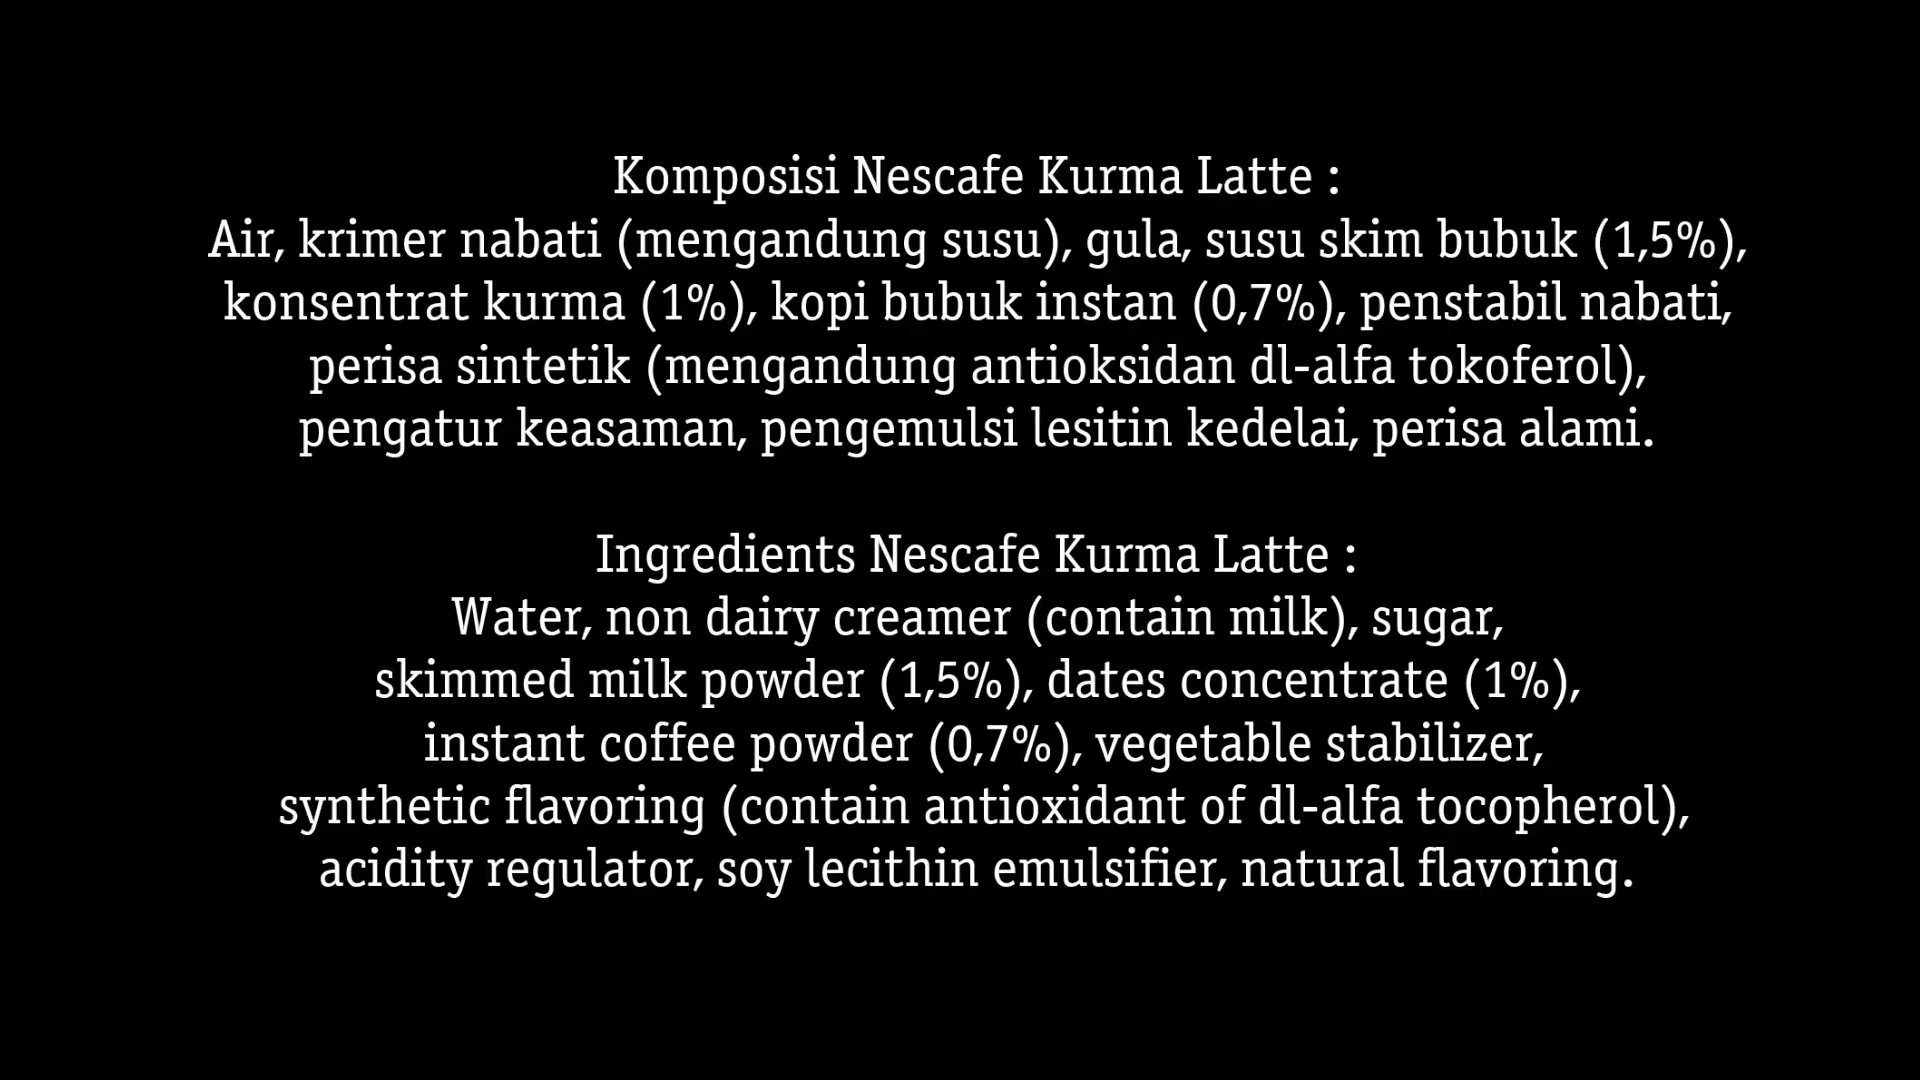 Komposisi Nescafe Kurma Latte :
Air, krimer nabati (mengandung susu), gula, susu skim bubuk (1,5%),
konsentrat kurma (1%), kopi bubuk instan (0,7%), penstabil nabati,
perisa sintetik (mengandung antioksidan dl-alfa tokoferol),
pengatur keasaman, pengemulsi lesitin kedelai, perisa alami.
Ingredients Nescafe Kurma Latte :
Water, non dairy creamer (contain milk), sugar,
skimmed milk powder (1,5%), dates concentrate (1%),
instant coffee powder (0,7%), vegetable stabilizer,
synthetic flavoring (contain antioxidant of dl-alfa tocopherol),
acidity regulator, soy lecithin emulsifier, natural flavoring.